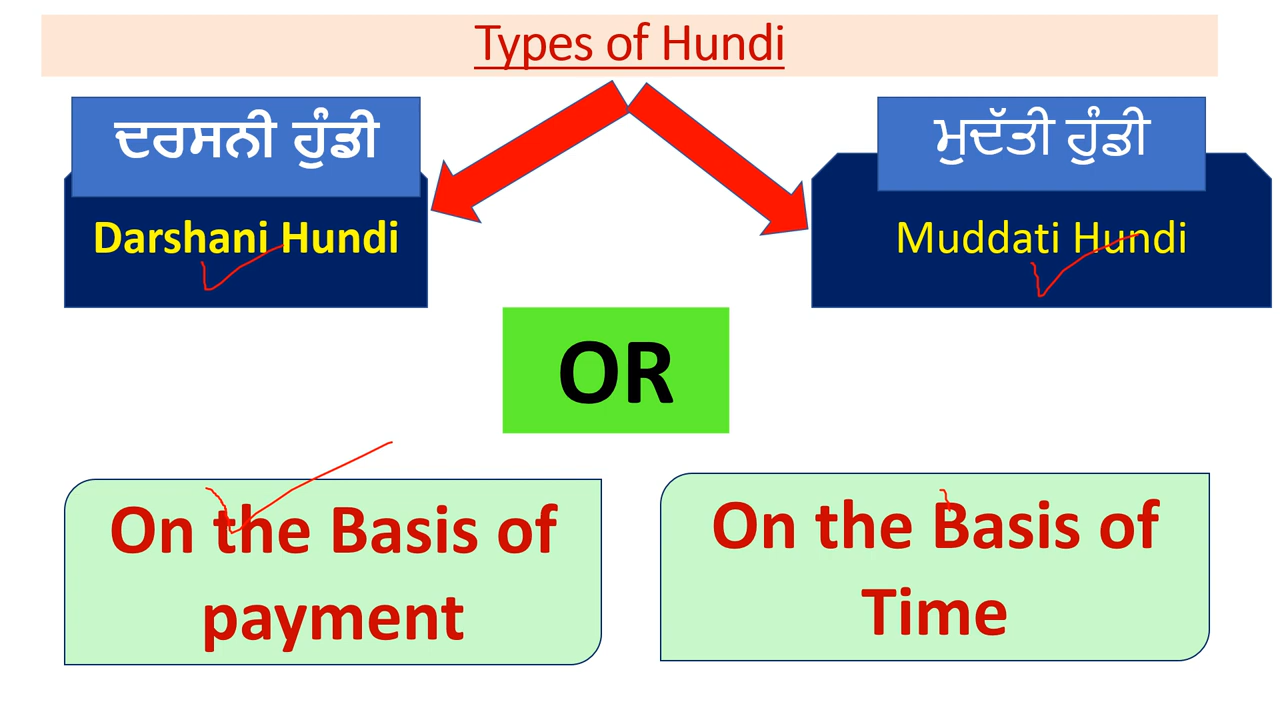 Types of Hundi
ਦਰਸਨੀ ਹੁੰਡੀ
Darshani Hundi
ਮੁਦੱਤੀ ਹੁੰਡੀ
Muddati Hundi
OR
On the Basis of
payment
On the Basis of
Time